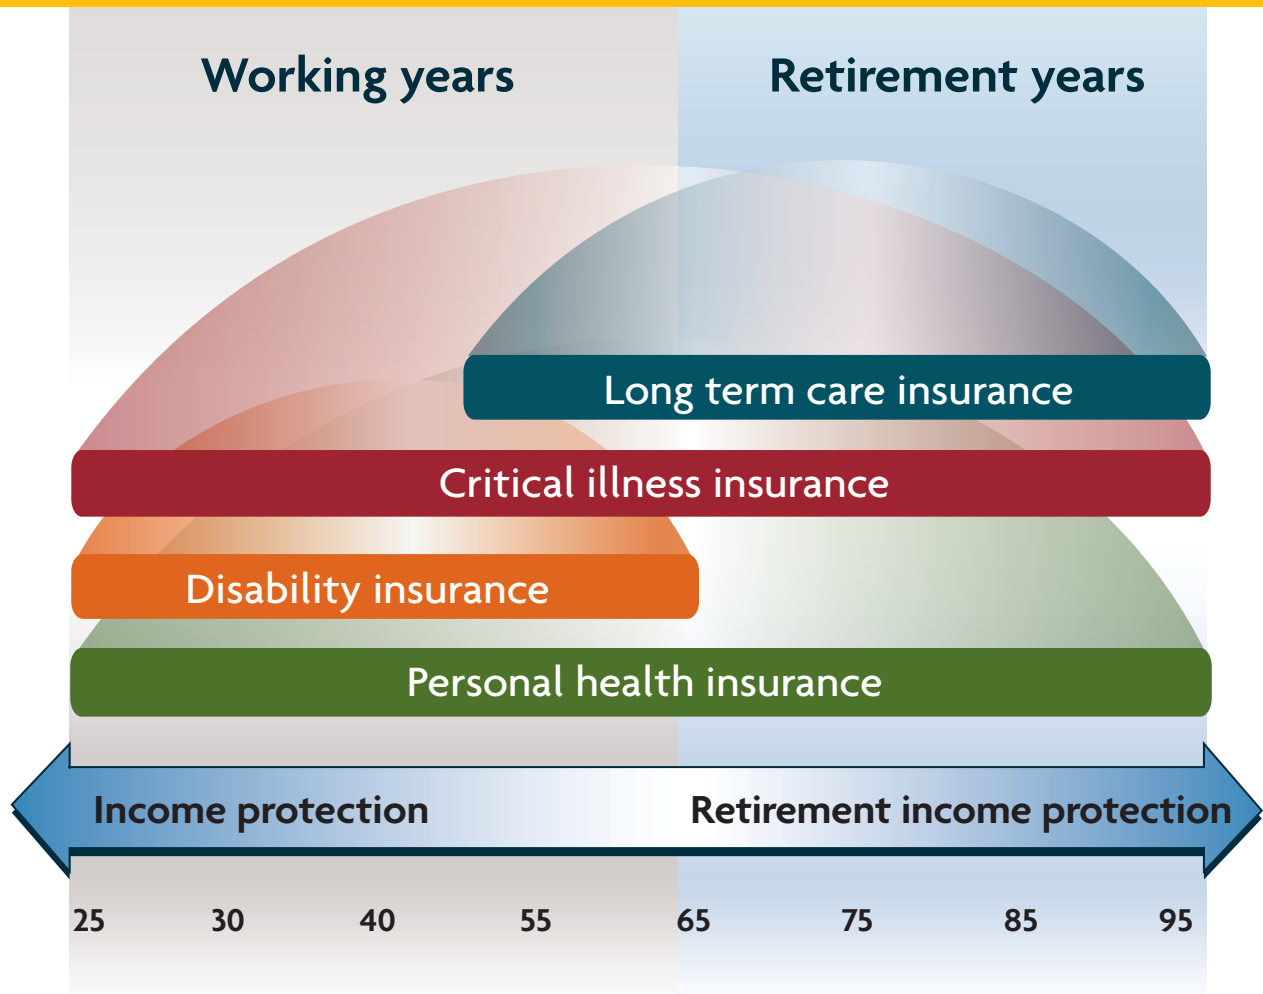 Working years
Retirement years
Long term care insurance
Critical illness insurance
Disability insurance
Personal health insurance
Income protection
Retirement income protection
25 30 40 55 65 75 85 95